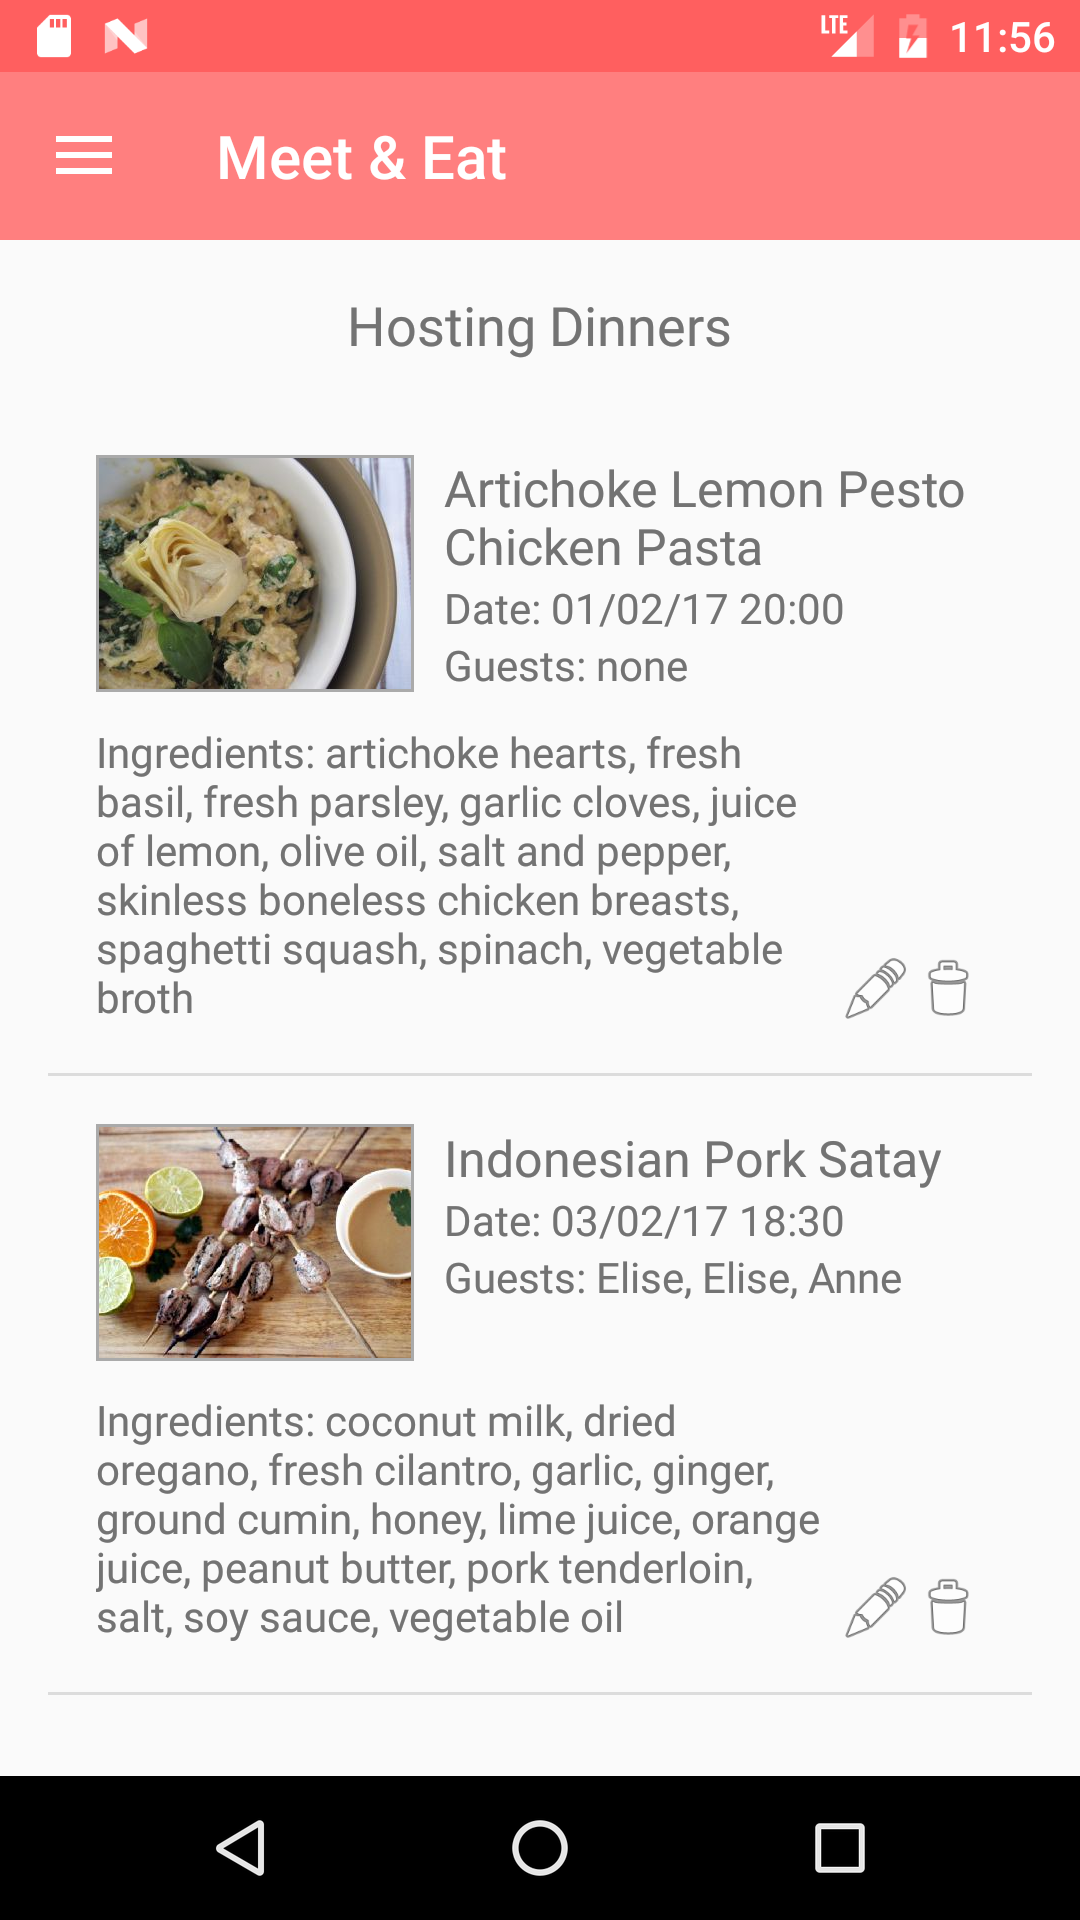 LTE 11:56
Meet & Eat
Hosting Dinners
Artichoke Lemon Pesto
Chicken Pasta
Date: 01/02/17 20:00
Guests: none
Ingredients: artichoke hearts, fresh
basil, fresh parsley, garlic cloves, juice
of lemon, olive oil, salt and pepper,
skinless boneless chicken breasts,
spaghetti squash, spinach, vegetable
broth
Indonesian Pork Satay
Date: 03/02/17 18:30
Guests: Elise, Elise, Anne
Ingredients: coconut milk, dried
oregano, fresh cilantro, garlic, ginger,
ground cumin, honey, lime juice, orange
juice, peanut butter, pork tenderloin,
salt, soy sauce, vegetable oil